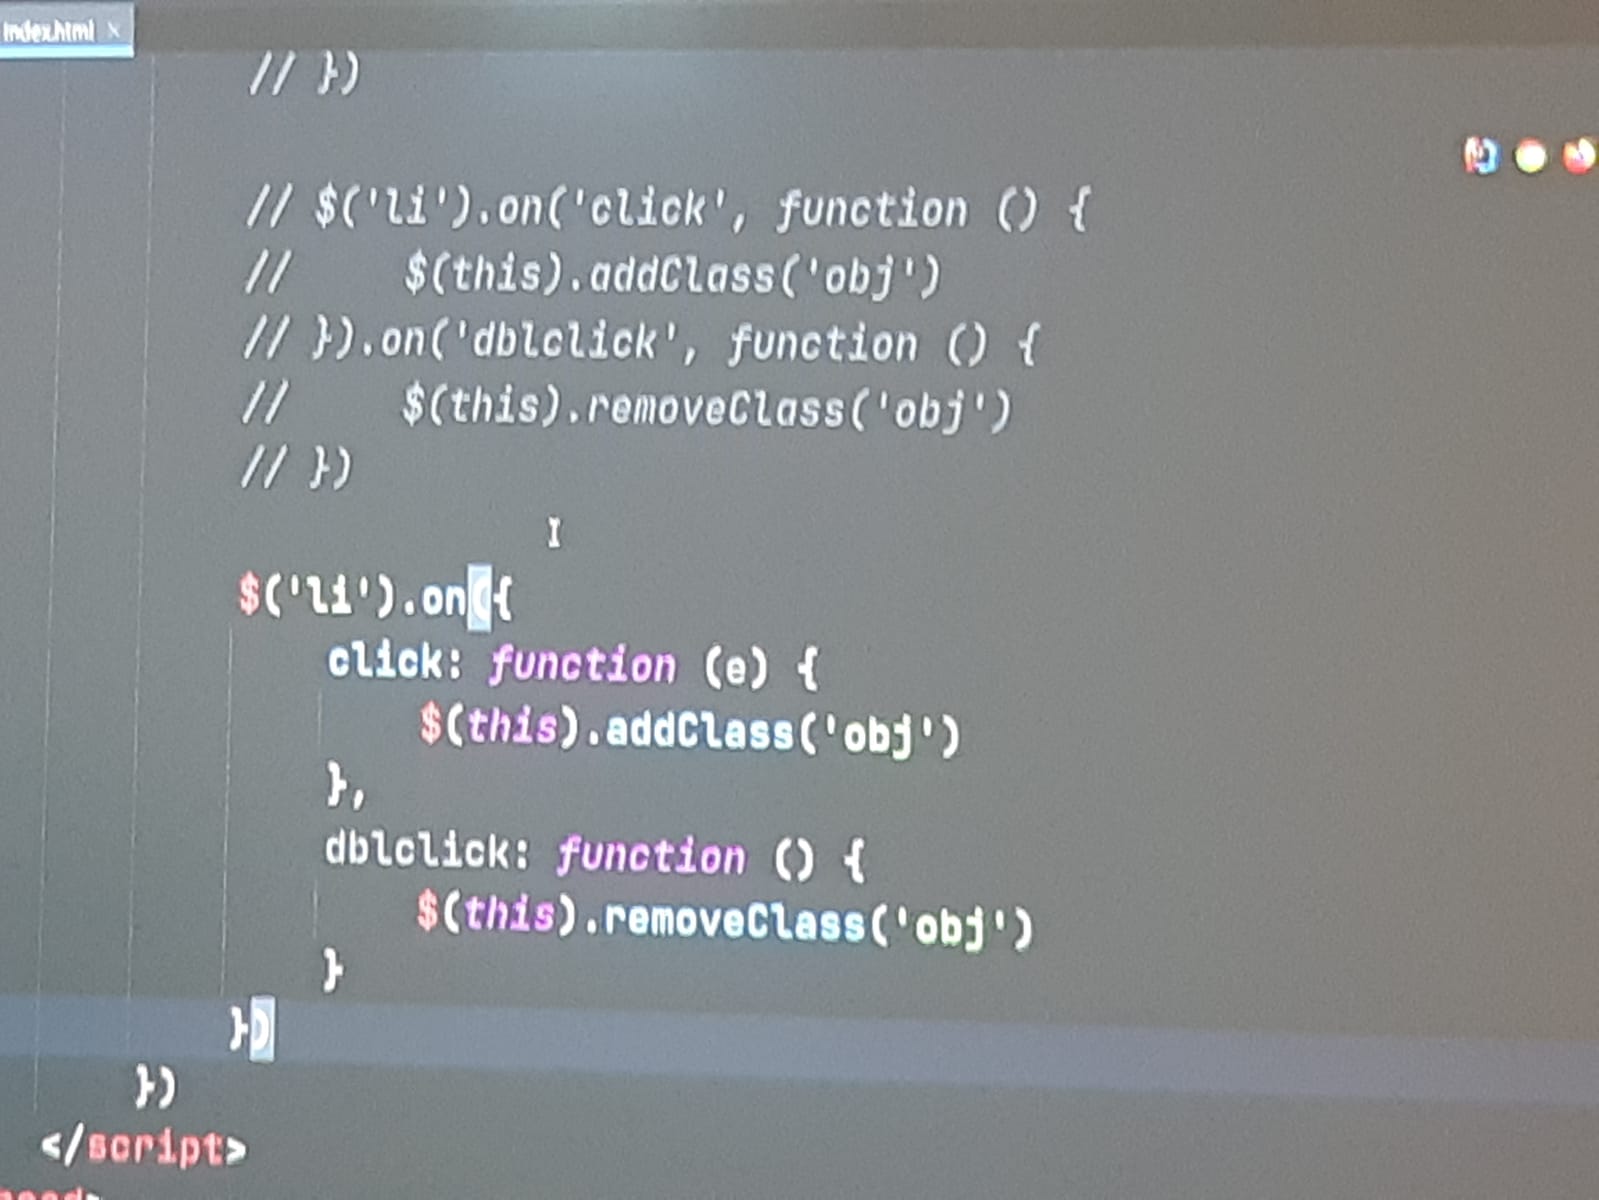 index.html ×
// })
// $('li').on('click', function () {
//     $(this).addClass('obj')
// }).on('dblclick', function () {
//     $(this).removeClass('obj')
// })
$('li').on({
    click: function (e) {
        $(this).addClass('obj')
    },
    dblclick: function () {
        $(this).removeClass('obj')
    }
})
})
</script>